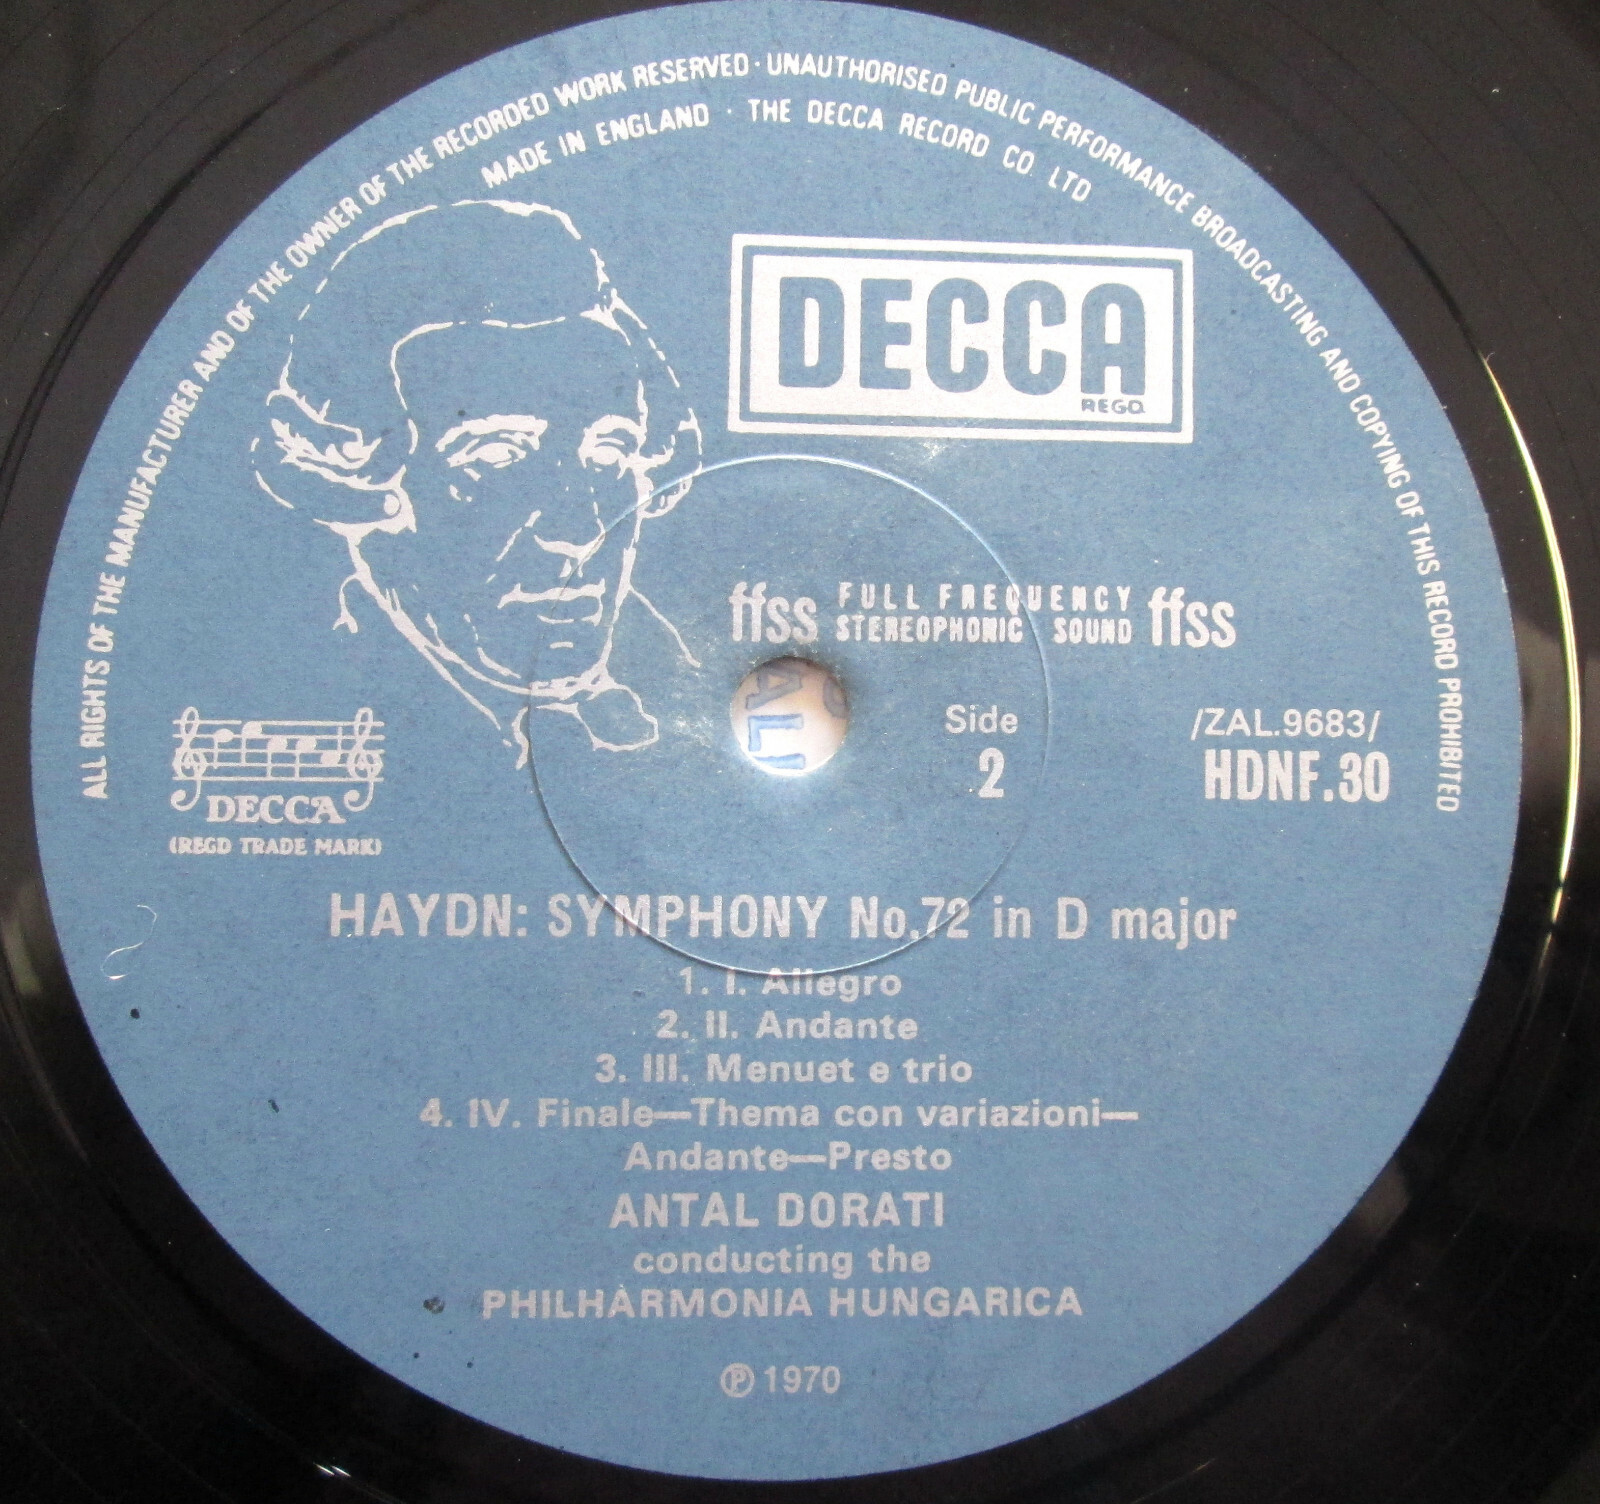 ALL RIGHTS OF THE MANUFACTURER AND OF THE OWNER OF THE RECORDED WORK RESERVED · UNAUTHORISED PUBLIC PERFORMANCE BROADCASTING AND COPYING OF THIS RECORD PROHIBITED
MADE IN ENGLAND · THE DECCA RECORD CO. LTD
DECCA
REGD.
ffss FULL FREQUENCY STEREOPHONIC SOUND ffss
Side
2
/ZAL.9683/
HDNF.30
DECCA
(REGD TRADE MARK)
HAYDN: SYMPHONY No.72 in D major
1. I. Allegro
2. II. Andante
3. III. Menuet e trio
4. IV. Finale—Thema con variazioni—
Andante—Presto
ANTAL DORATI
conducting the
PHILHARMONIA HUNGARICA
℗ 1970